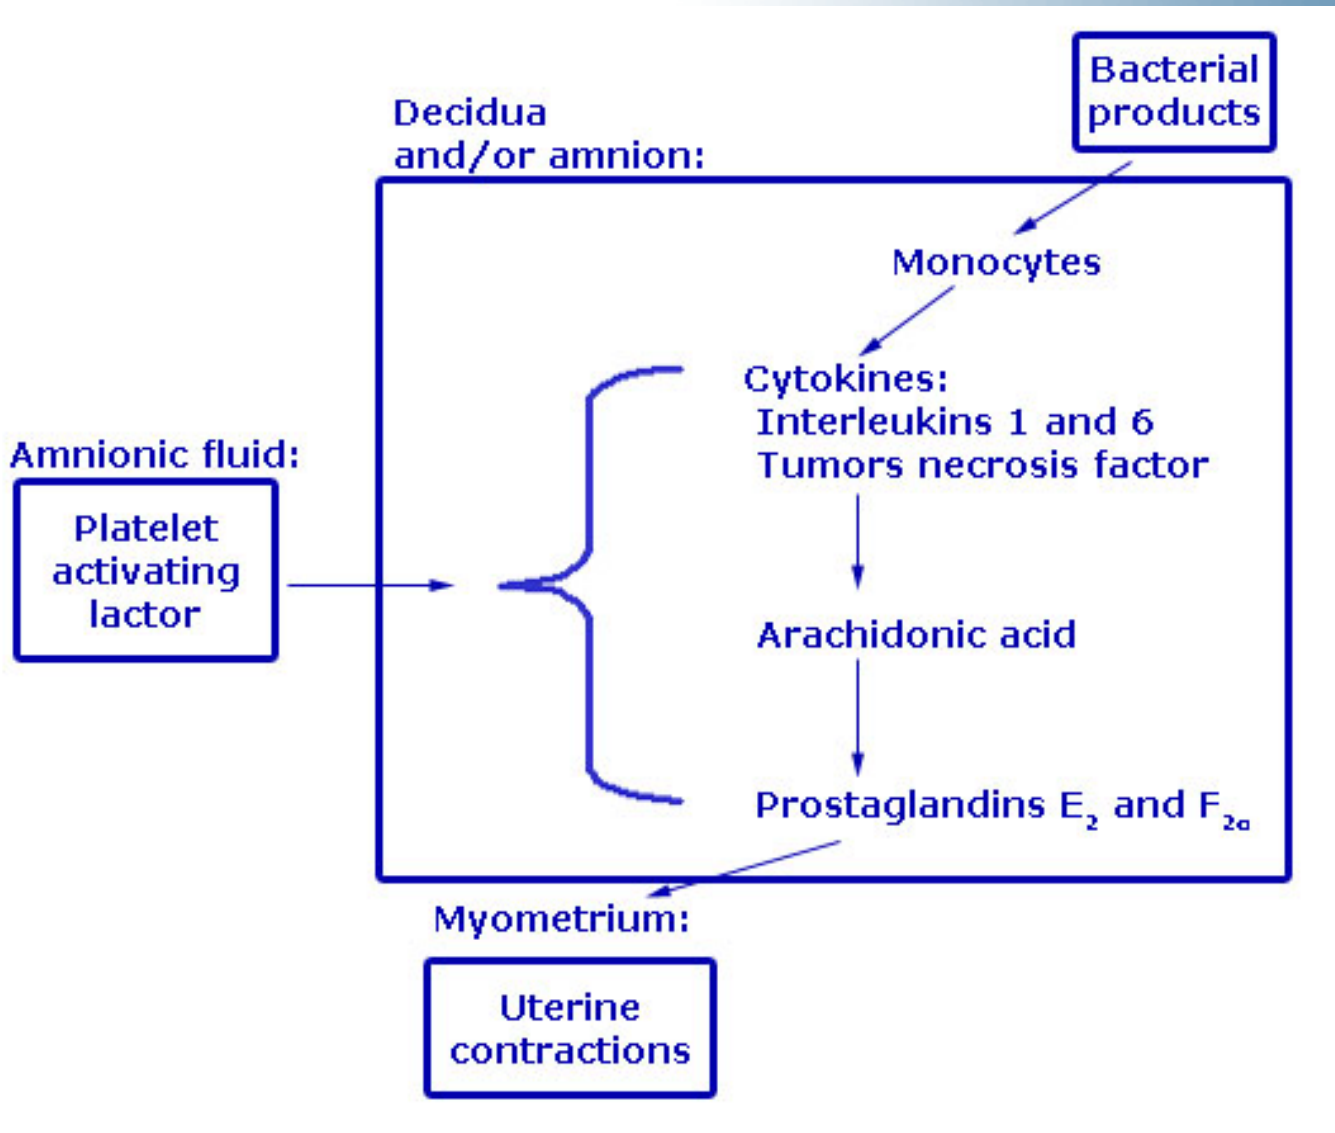 Bacterial
products
Decidua
and/or amnion:
Monocytes
Cytokines:
Interleukins 1 and 6
Tumors necrosis factor
Amnionic fluid:
Platelet
activating
lactor
Arachidonic acid
Prostaglandins E₂ and F₂α
Myometrium:
Uterine
contractions